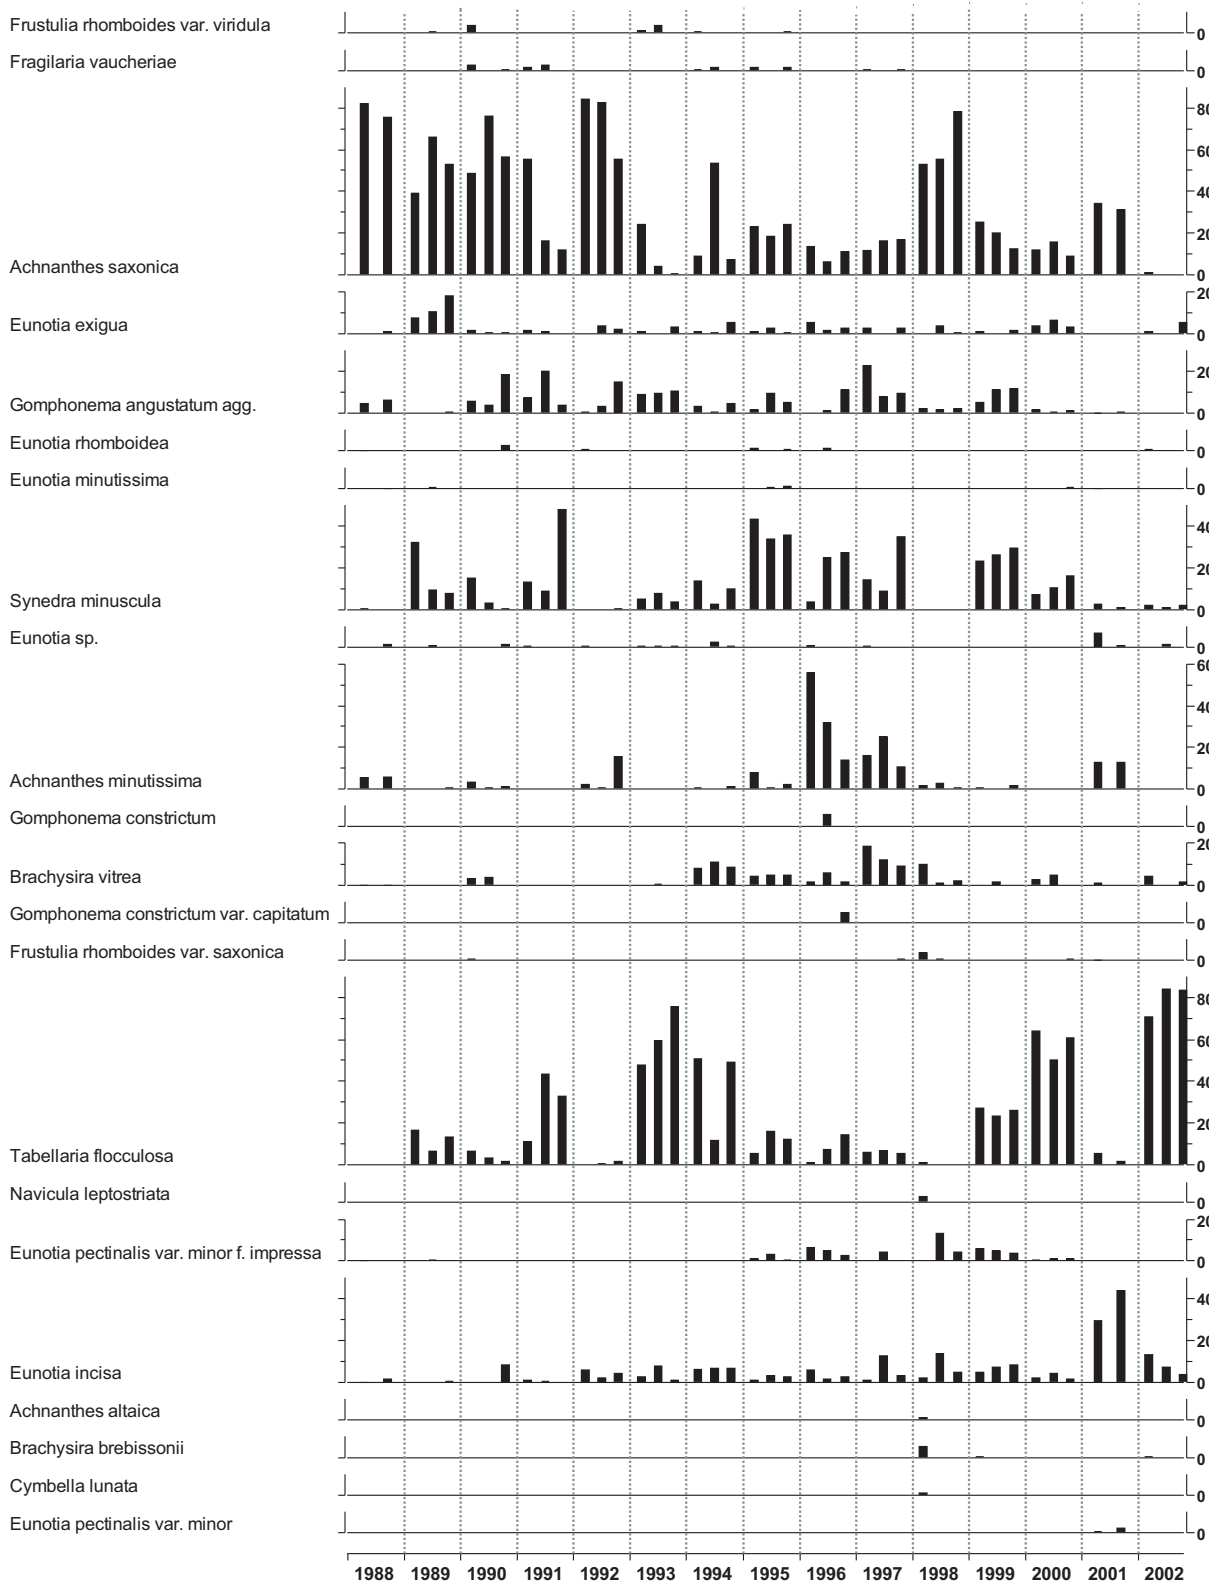 Frustulia rhomboides var. viridula
0
Fragilaria vaucheriae
0
80
60
40
20
Achnanthes saxonica
0
20
Eunotia exigua
0
20
Gomphonema angustatum agg.
0
Eunotia rhomboidea
0
Eunotia minutissima
0
40
20
Synedra minuscula
0
Eunotia sp.
0
60
40
20
Achnanthes minutissima
0
Gomphonema constrictum
0
20
Brachysira vitrea
0
Gomphonema constrictum var. capitatum
0
Frustulia rhomboides var. saxonica
0
80
60
40
20
Tabellaria flocculosa
0
Navicula leptostriata
0
20
Eunotia pectinalis var. minor f. impressa
0
40
20
Eunotia incisa
0
Achnanthes altaica
0
Brachysira brebissonii
0
Cymbella lunata
0
Eunotia pectinalis var. minor
0
1988 1989 1990 1991 1992 1993 1994 1995 1996 1997 1998 1999 2000 2001 2002